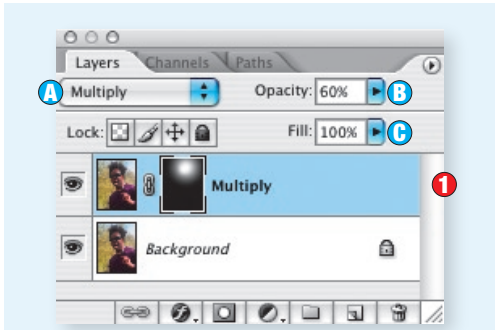 Layers Channels Paths
A Multiply Opacity: 60% B
Lock: Fill: 100% C
Multiply 1
Background